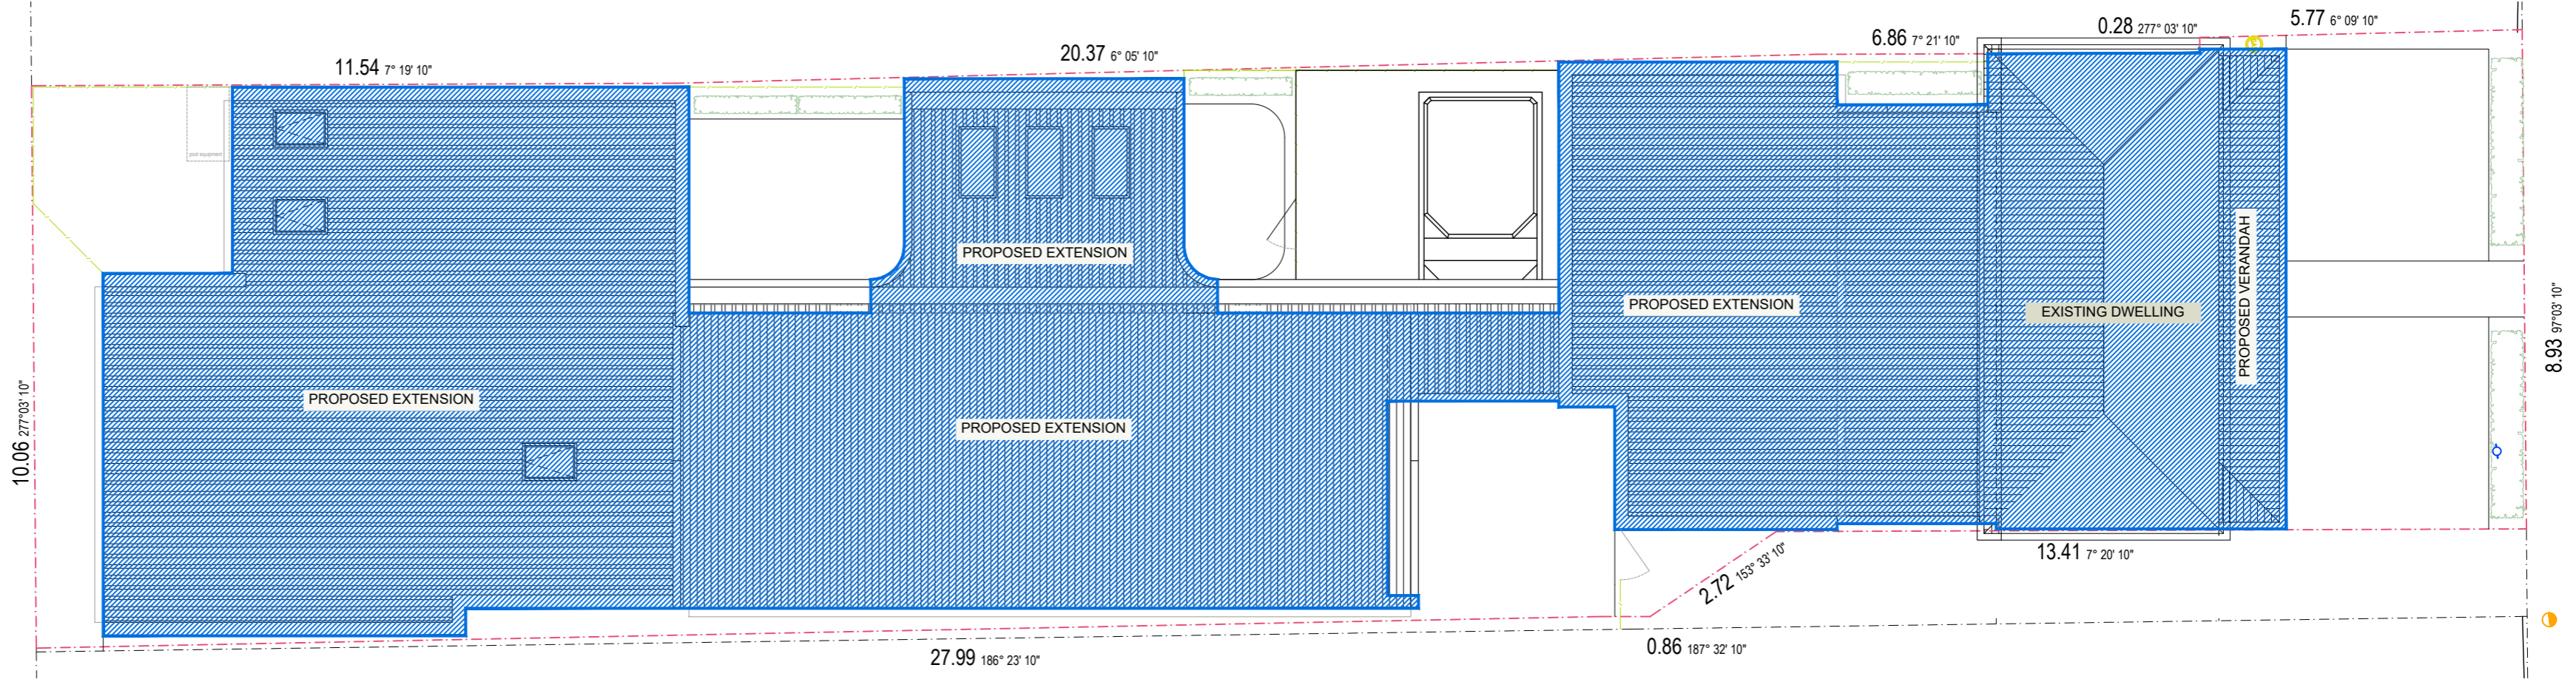 5.77 6° 09' 10"
0.28 277° 03' 10"
6.86 7° 21' 10"
20.37 6° 05' 10"
11.54 7° 19' 10"
pool equipment
PROPOSED EXTENSION
PROPOSED EXTENSION
EXISTING DWELLING
PROPOSED VERANDAH
8.93 97°03' 10"
PROPOSED EXTENSION
PROPOSED EXTENSION
10.06 277°03' 10"
13.41 7° 20' 10"
2.72 153° 33' 10"
0.86 187° 32' 10"
27.99 186° 23' 10"